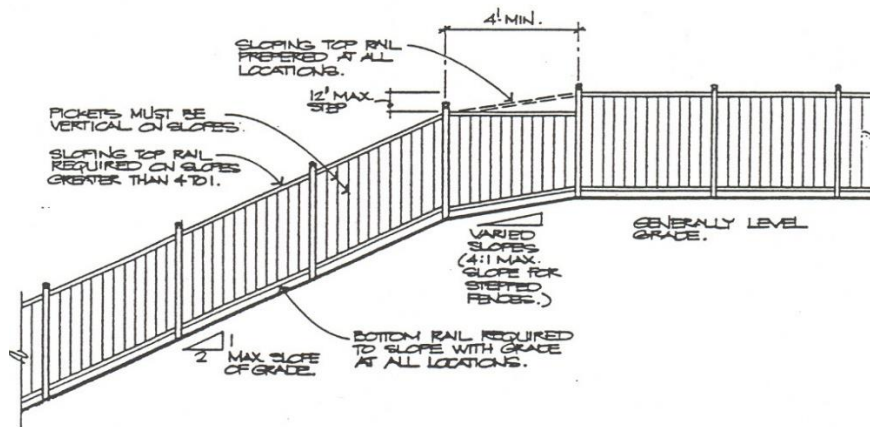 4' MIN.
SLOPING TOP RAIL
PREFERED AT ALL
LOCATIONS.
12' MAX.
STEP
PICKETS MUST BE
VERTICAL ON SLOPES.
SLOPING TOP RAIL
REQUIRED ON SLOPES
GREATER THAN 4 TO 1.
VARIED
SLOPES
(4:1 MAX.
SLOPE FOR
STEPPED
FENCES.)
GENERALLY LEVEL
GRADE.
1
2
MAX. SLOPE
OF GRADE.
BOTTOM RAIL REQUIRED
TO SLOPE WITH GRADE
AT ALL LOCATIONS.